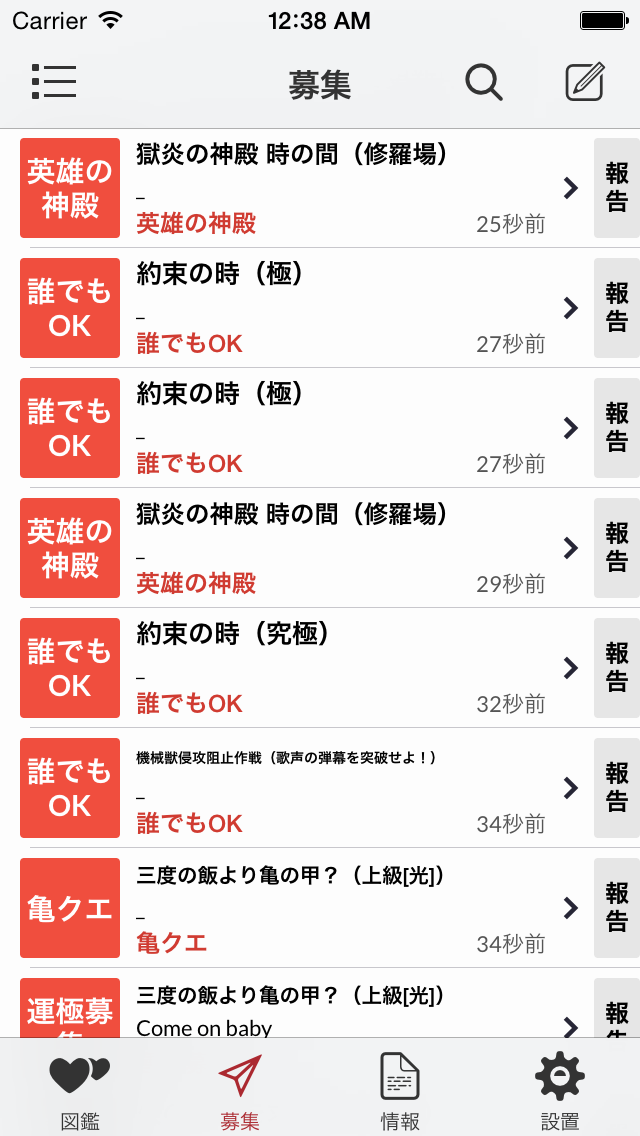 Carrier 12:38 AM
募集
英雄の
神殿
獄炎の神殿 時の間（修羅場）
_
英雄の神殿
25秒前
報
告
誰でも
OK
約束の時（極）
_
誰でもOK
27秒前
報
告
誰でも
OK
約束の時（極）
_
誰でもOK
27秒前
報
告
英雄の
神殿
獄炎の神殿 時の間（修羅場）
_
英雄の神殿
29秒前
報
告
誰でも
OK
約束の時（究極）
_
誰でもOK
32秒前
報
告
誰でも
OK
機械獣侵攻阻止作戦（歌声の弾幕を突破せよ！）
_
誰でもOK
34秒前
報
告
亀クエ
三度の飯より亀の甲？（上級[光]）
_
亀クエ
34秒前
報
告
運極募
集
三度の飯より亀の甲？（上級[光]）
Come on baby
報
告
図鑑
募集
情報
設置